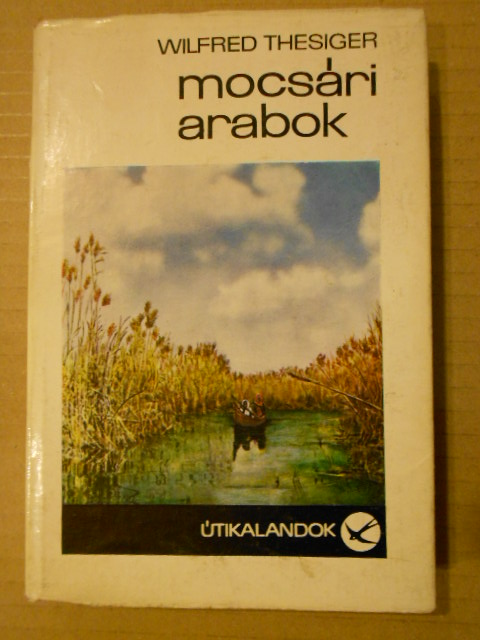 WILFRED THESIGER
mocsári
arabok
ÚTIKALANDOK